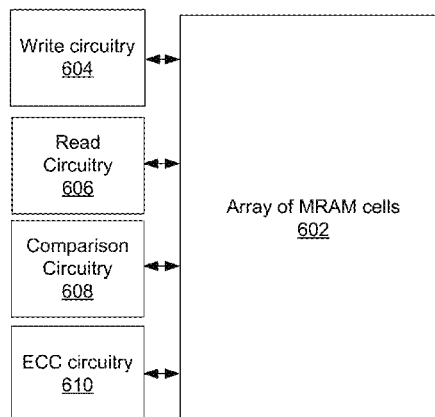 Write circuitry
604
Read
Circuitry
606
Comparison
Circuitry
608
ECC circuitry
610
Array of MRAM cells
602